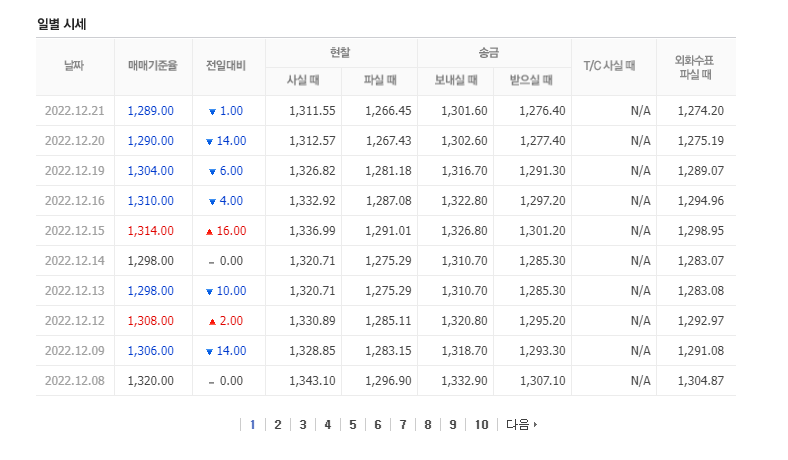 일별 시세
날짜 매매기준율 전일대비 현찰 송금 T/C 사실 때 외화수표 파실 때
사실 때 파실 때 보내실 때 받으실 때
2022.12.21 1,289.00 ▼ 1.00 1,311.55 1,266.45 1,301.60 1,276.40 N/A 1,274.20
2022.12.20 1,290.00 ▼ 14.00 1,312.57 1,267.43 1,302.60 1,277.40 N/A 1,275.19
2022.12.19 1,304.00 ▼ 6.00 1,326.82 1,281.18 1,316.70 1,291.30 N/A 1,289.07
2022.12.16 1,310.00 ▼ 4.00 1,332.92 1,287.08 1,322.80 1,297.20 N/A 1,294.96
2022.12.15 1,314.00 ▲ 16.00 1,336.99 1,291.01 1,326.80 1,301.20 N/A 1,298.95
2022.12.14 1,298.00 - 0.00 1,320.71 1,275.29 1,310.70 1,285.30 N/A 1,283.07
2022.12.13 1,298.00 ▼ 10.00 1,320.71 1,275.29 1,310.70 1,285.30 N/A 1,283.08
2022.12.12 1,308.00 ▲ 2.00 1,330.89 1,285.11 1,320.80 1,295.20 N/A 1,292.97
2022.12.09 1,306.00 ▼ 14.00 1,328.85 1,283.15 1,318.70 1,293.30 N/A 1,291.08
2022.12.08 1,320.00 - 0.00 1,343.10 1,296.90 1,332.90 1,307.10 N/A 1,304.87
1 2 3 4 5 6 7 8 9 10 다음